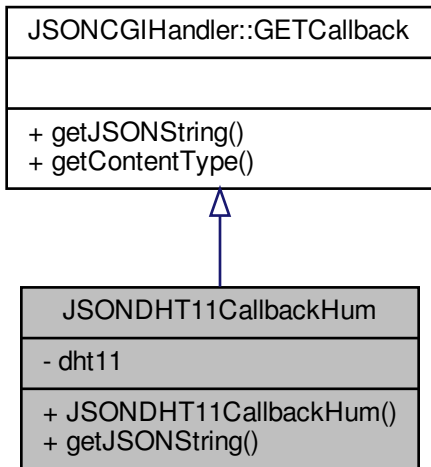 JSONCGIHandler::GETCallback
+ getJSONString()
+ getContentType()
JSONDHT11CallbackHum
- dht11
+ JSONDHT11CallbackHum()
+ getJSONString()